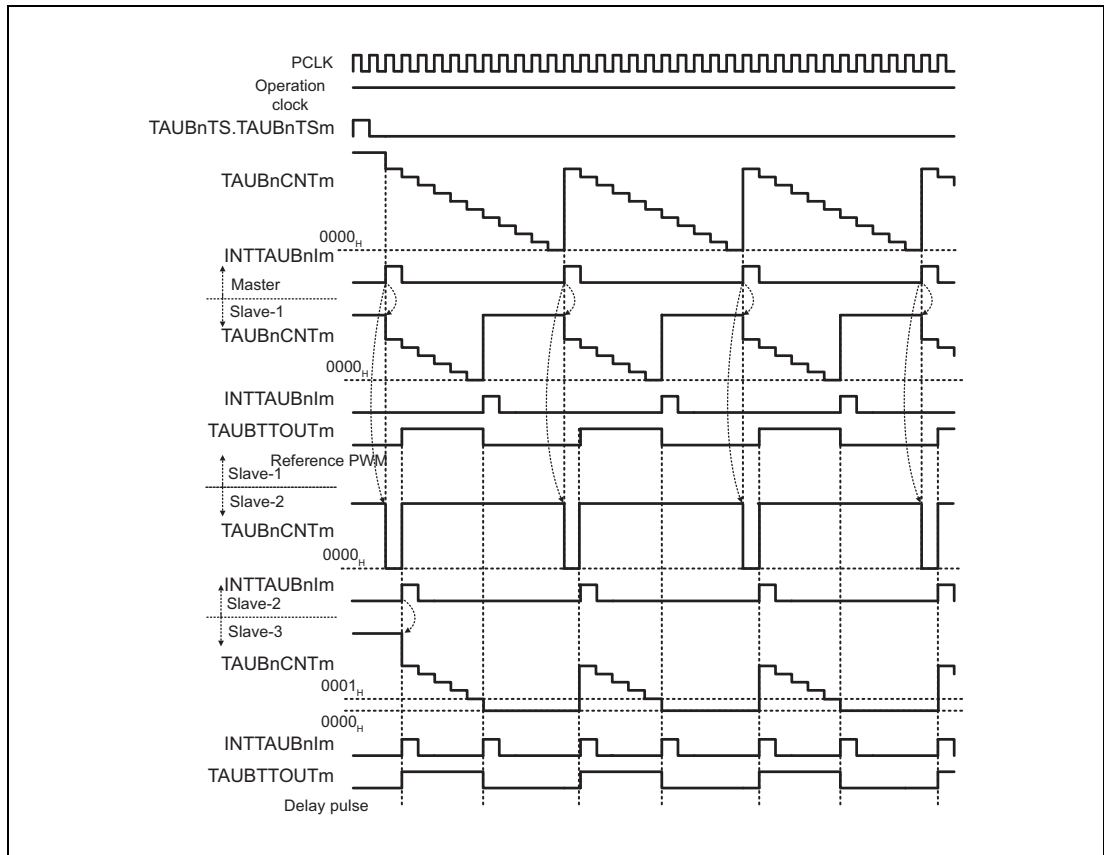 PCLK
Operation
clock
TAUBnTS.TAUBnTSm
TAUBnCNTm
0000H
INTTAUBnIm
Master
Slave-1
TAUBnCNTm
0000H
INTTAUBnIm
TAUBTTOUTm
Reference PWM
Slave-1
Slave-2
TAUBnCNTm
0000H
INTTAUBnIm
Slave-2
Slave-3
TAUBnCNTm
0001H
0000H
INTTAUBnIm
TAUBTTOUTm
Delay pulse